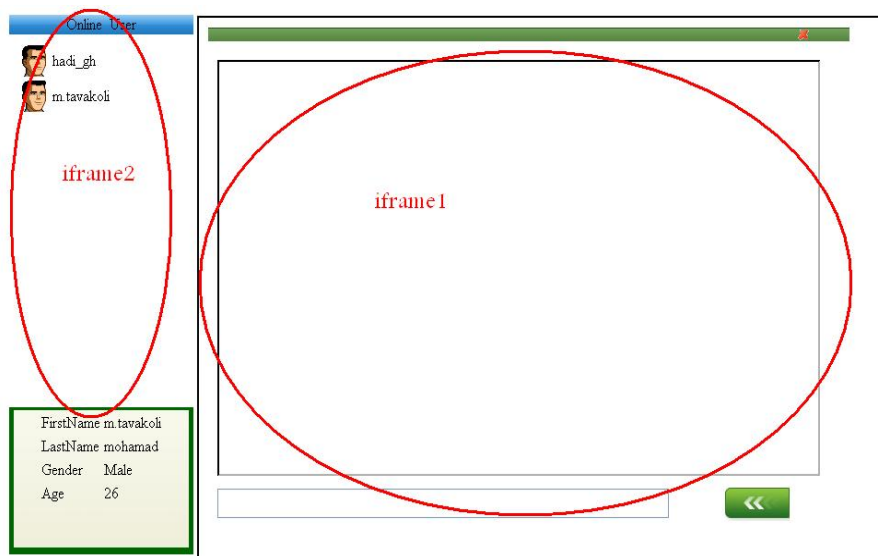 Online User
hadi_gh
m.tavakoli
iframe2
iframe1
FirstName m.tavakoli
LastName mohamad
Gender Male
Age 26